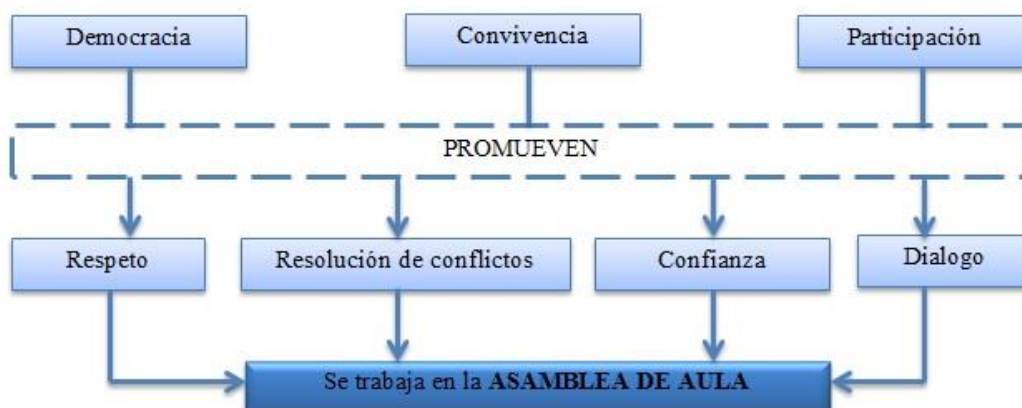 Democracia
Convivencia
Participación
PROMUEVEN
Respeto
Resolución de conflictos
Confianza
Dialogo
Se trabaja en la ASAMBLEA DE AULA